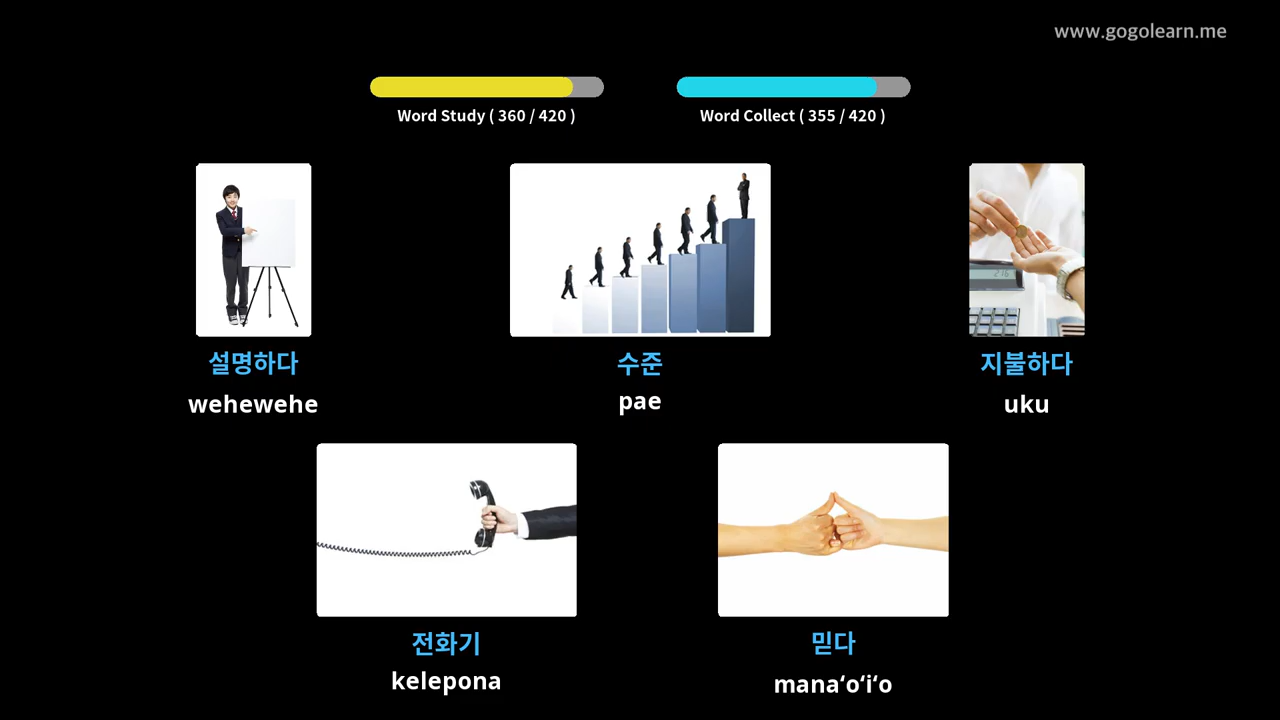 www.gogolearn.me
Word Study ( 360 / 420 )
Word Collect ( 355 / 420 )
설명하다
wehewehe
수준
pae
지불하다
uku
전화기
kelepona
믿다
manaʻoʻiʻo